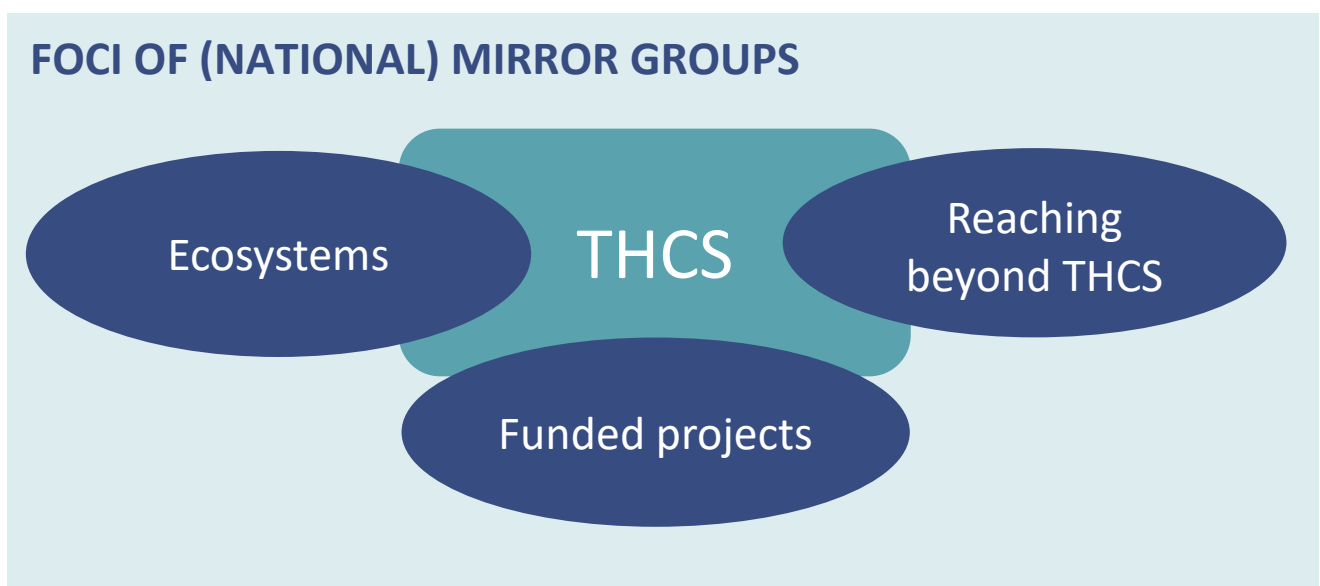 FOCI OF (NATIONAL) MIRROR GROUPS
Ecosystems
THCS
Reaching
beyond THCS
Funded projects